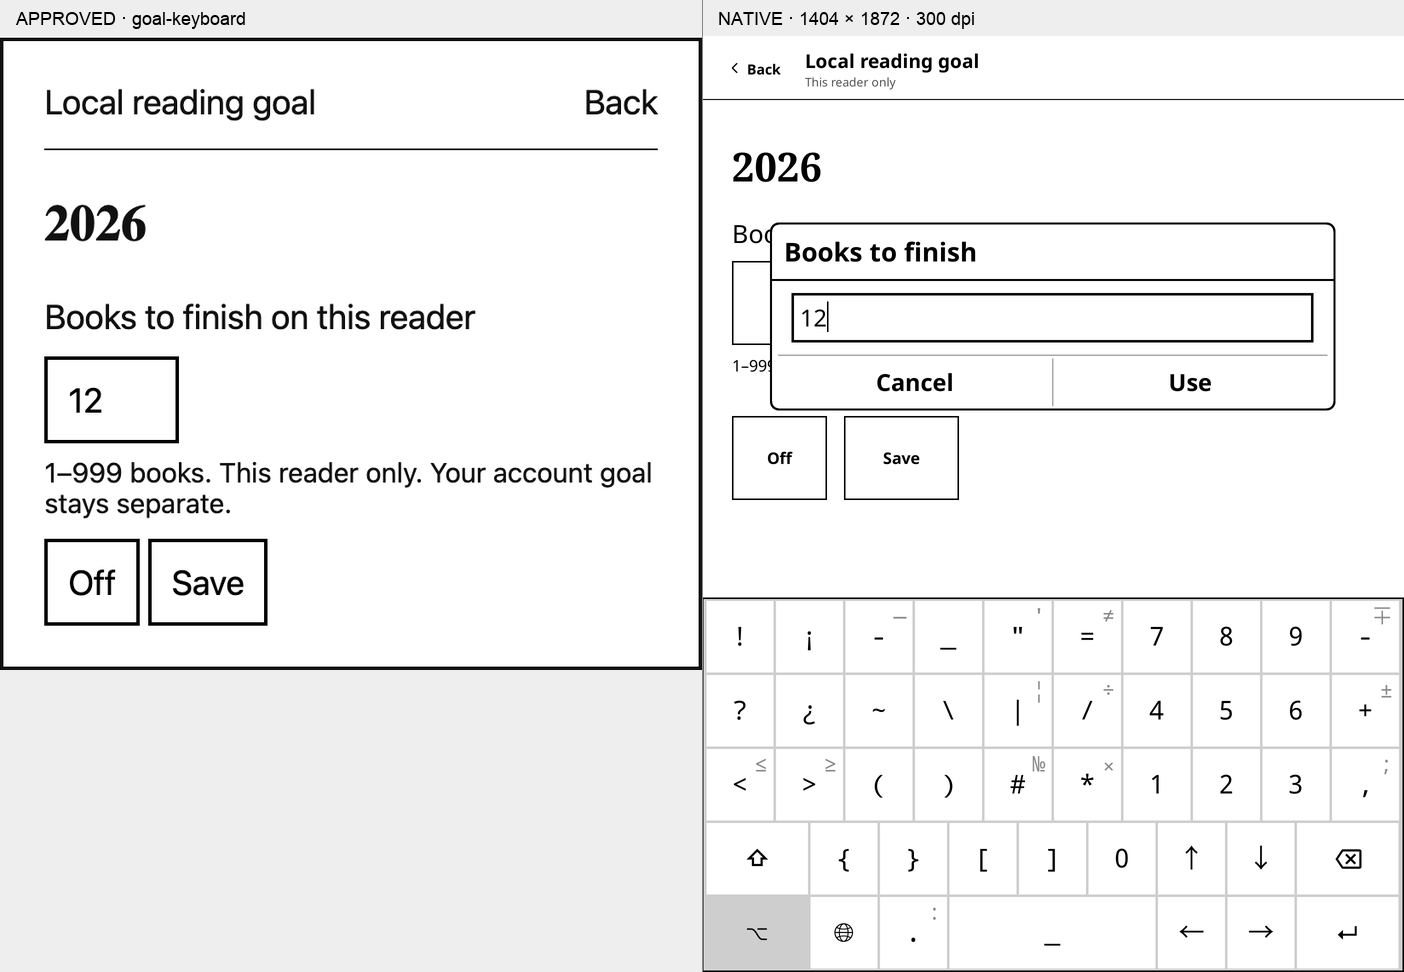 APPROVED · goal-keyboard
Local reading goal Back
2026
Books to finish on this reader
12
1–999 books. This reader only. Your account goal
stays separate.
Off Save
NATIVE · 1404 × 1872 · 300 dpi
Back Local reading goal
This reader only
2026
Boo
Books to finish
12
1–999
Cancel Use
Off Save
! ¡ - — _ " ' = ≠ 7 8 9 - ∓
? ¿ ~ \ | ¦ / ÷ 4 5 6 + ±
< ≤ > ≥ ( ) # № * × 1 2 3 , ;
{ } [ ] 0 ↑ ↓
. : _ ← →